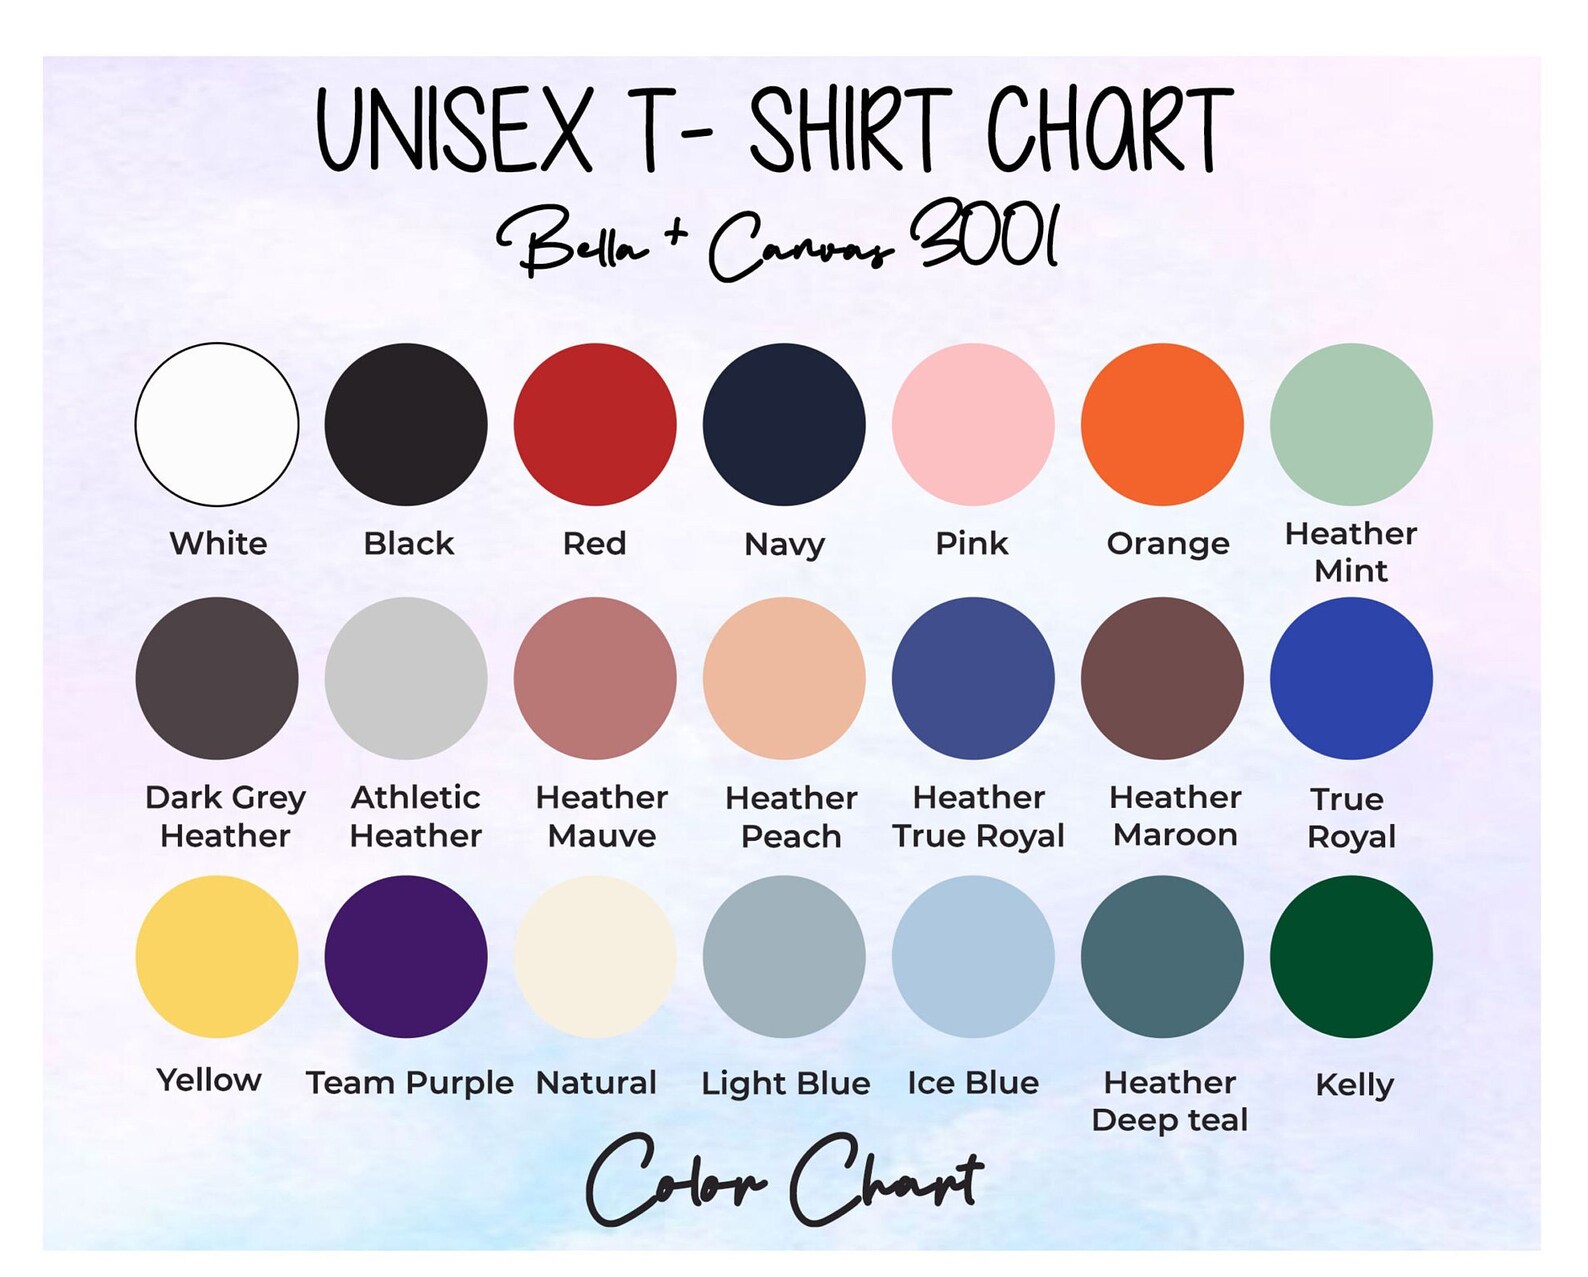 UNISEX T- SHIRT CHART
Bella + Canvas 3001
White Black Red Navy Pink Orange Heather
Mint
Dark Grey Athletic Heather Heather Heather Heather True
Heather Heather Mauve Peach True Royal Maroon Royal
Yellow Team Purple Natural Light Blue Ice Blue Heather Kelly
Deep teal
Color Chart